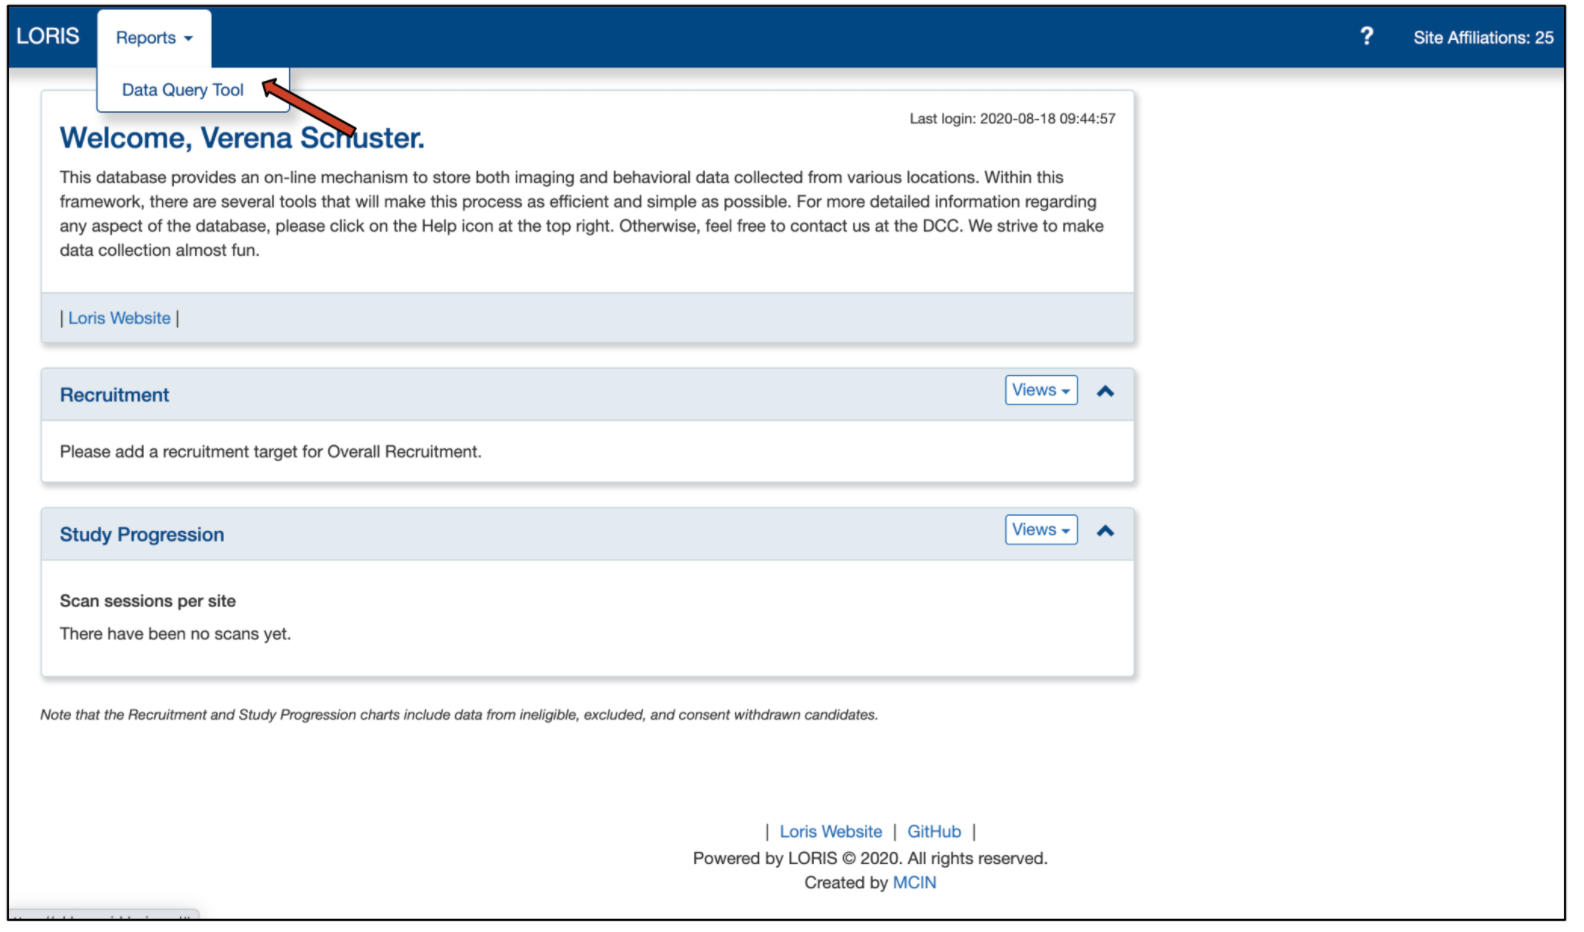 LORIS Reports ? Site Affiliations: 25
Data Query Tool
Last login: 2020-08-18 09:44:57
Welcome, Verena Schuster.
This database provides an on-line mechanism to store both imaging and behavioral data collected from various locations. Within this
framework, there are several tools that will make this process as efficient and simple as possible. For more detailed information regarding
any aspect of the database, please click on the Help icon at the top right. Otherwise, feel free to contact us at the DCC. We strive to make
data collection almost fun.
| Loris Website |
Recruitment Views
Please add a recruitment target for Overall Recruitment.
Study Progression Views
Scan sessions per site
There have been no scans yet.
Note that the Recruitment and Study Progression charts include data from ineligible, excluded, and consent withdrawn candidates.
| Loris Website | GitHub |
Powered by LORIS © 2020. All rights reserved.
Created by MCIN